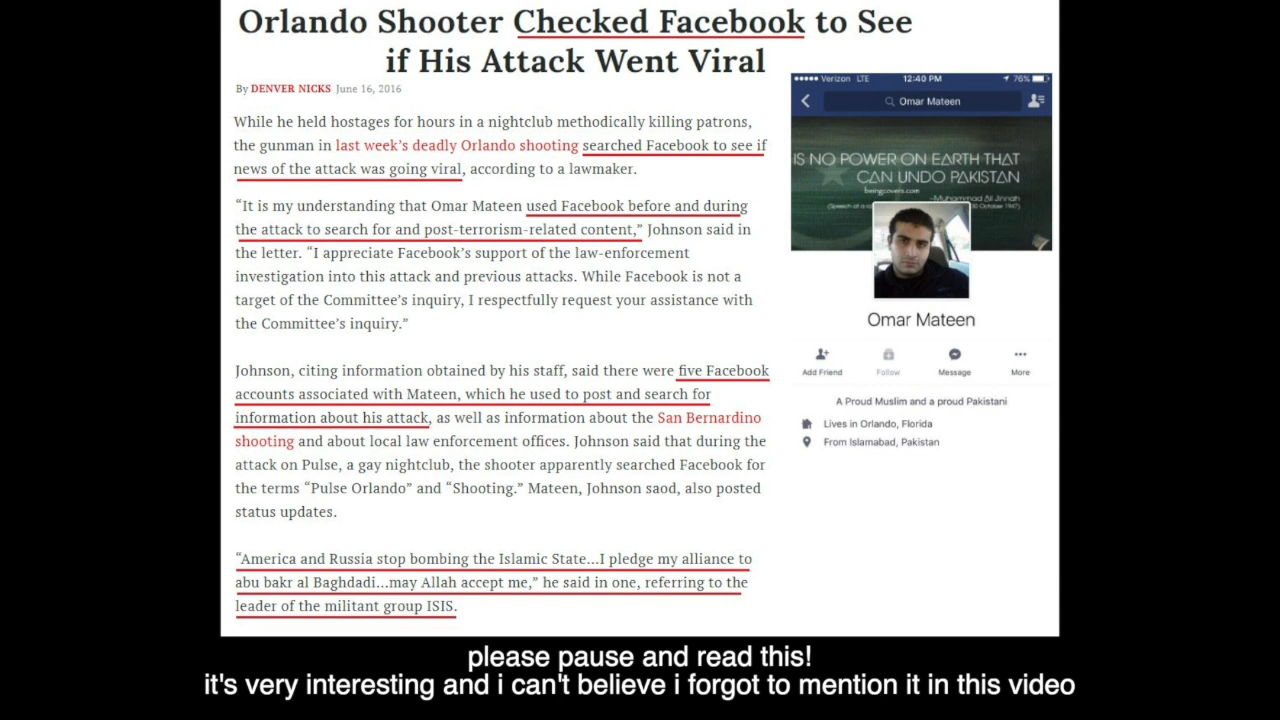 Orlando Shooter Checked Facebook to See
if His Attack Went Viral
By DENVER NICKS June 16, 2016
While he held hostages for hours in a nightclub methodically killing patrons,
the gunman in last week's deadly Orlando shooting searched Facebook to see if
news of the attack was going viral, according to a lawmaker.
“It is my understanding that Omar Mateen used Facebook before and during
the attack to search for and post-terrorism-related content,” Johnson said in
the letter. “I appreciate Facebook's support of the law-enforcement
investigation into this attack and previous attacks. While Facebook is not a
target of the Committee's inquiry, I respectfully request your assistance with
the Committee's inquiry.”
Johnson, citing information obtained by his staff, said there were five Facebook
accounts associated with Mateen, which he used to post and search for
information about his attack, as well as information about the San Bernardino
shooting and about local law enforcement offices. Johnson said that during the
attack on Pulse, a gay nightclub, the shooter apparently searched Facebook for
the terms “Pulse Orlando” and “Shooting.” Mateen, Johnson saod, also posted
status updates.
“America and Russia stop bombing the Islamic State...I pledge my alliance to
abu bakr al Baghdadi...may Allah accept me,” he said in one, referring to the
leader of the militant group ISIS.
Verizon LTE 12:40 PM 76%
Omar Mateen
IS NO POWER ON EARTH THAT
CAN UNDO PAKISTAN
beingcovers.com
-Muhammad Ali Jinnah
(Speech at a 30 October 1947)
Omar Mateen
Add Friend Follow Message More
A Proud Muslim and a proud Pakistani
Lives in Orlando, Florida
From Islamabad, Pakistan
please pause and read this!
it's very interesting and i can't believe i forgot to mention it in this video